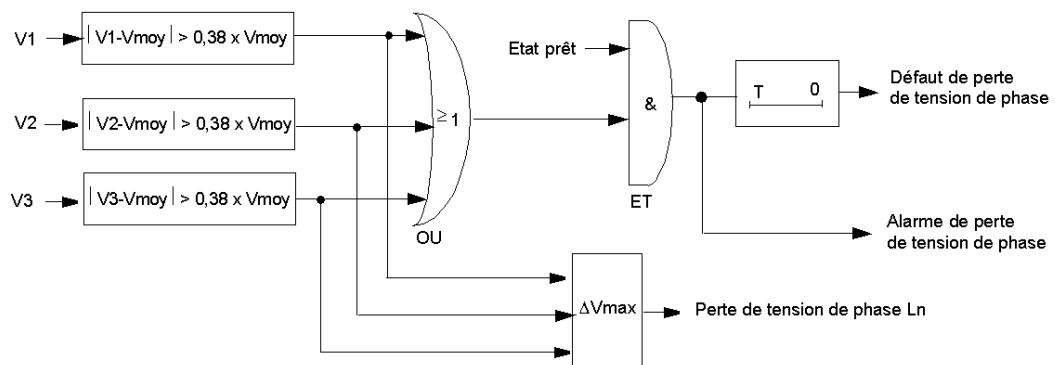 V1
| V1-Vmoy | > 0,38 x Vmoy
V2
| V2-Vmoy | > 0,38 x Vmoy
V3
| V3-Vmoy | > 0,38 x Vmoy
≥ 1
OU
Etat prêt
&
ET
T 0
Défaut de perte
de tension de phase
Alarme de perte
de tension de phase
ΔVmax
Perte de tension de phase Ln